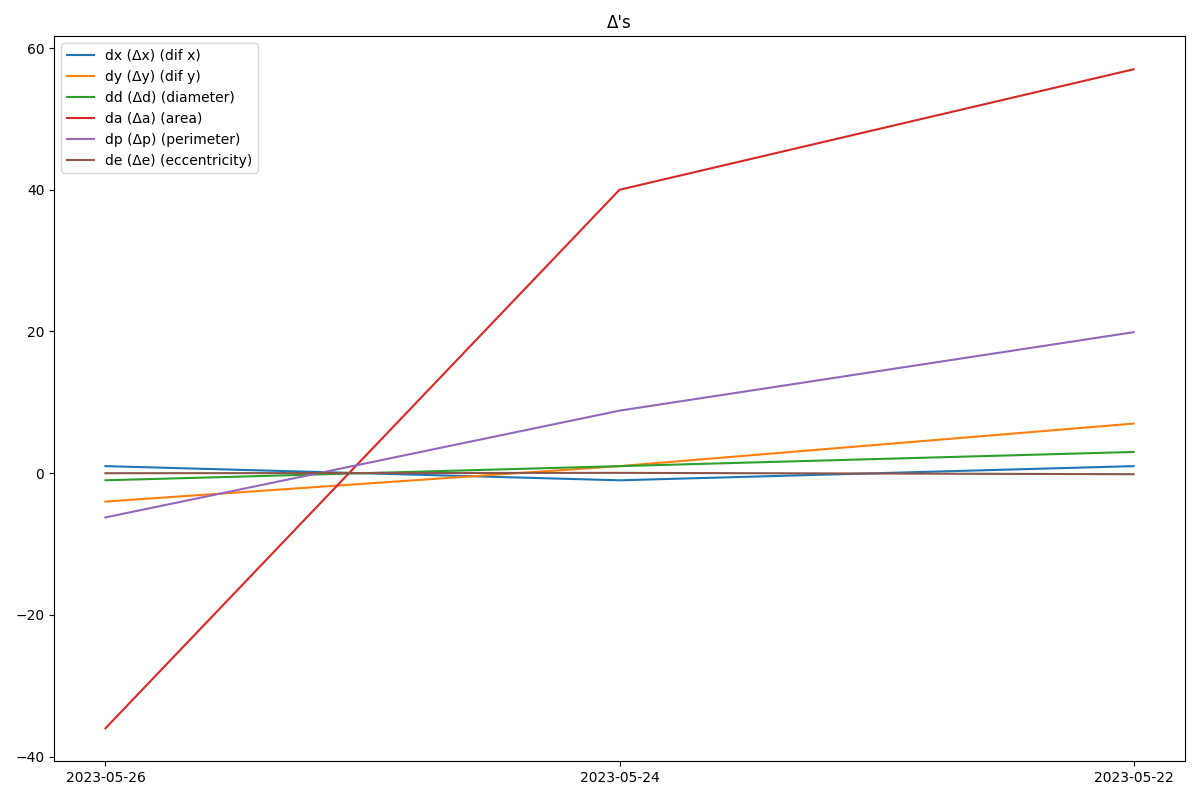 Δ's
dx (Δx) (dif x)
dy (Δy) (dif y)
dd (Δd) (diameter)
da (Δa) (area)
dp (Δp) (perimeter)
de (Δe) (eccentricity)
60
40
20
0
−20
−40
2023-05-26
2023-05-24
2023-05-22